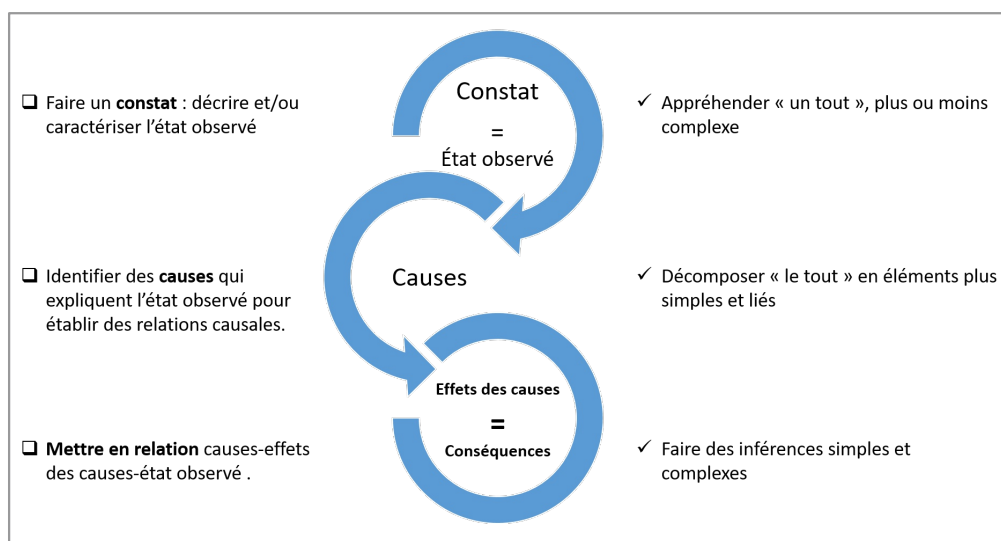 Faire un constat : décrire et/ou
caractériser l’état observé
Constat
=
État observé
Appréhender « un tout », plus ou moins
complexe
Identifier des causes qui
expliquent l’état observé pour
établir des relations causales.
Causes
Décomposer « le tout » en éléments plus
simples et liés
Mettre en relation causes-effets
des causes-état observé .
Effets des causes
=
Conséquences
Faire des inférences simples et
complexes